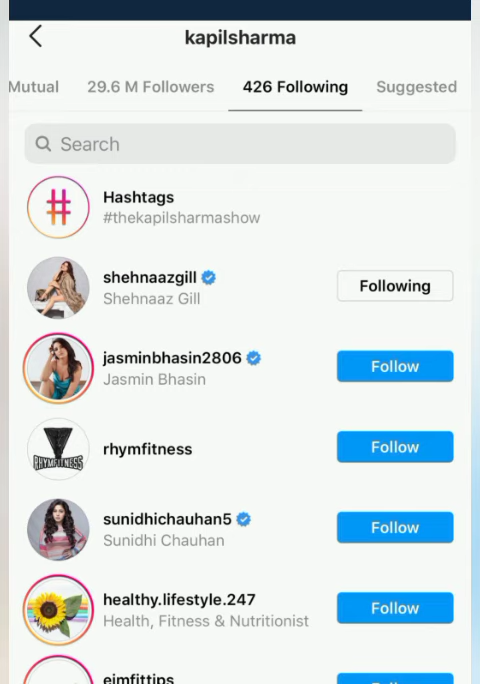 kapilsharma
Mutual 29.6 M Followers 426 Following Suggested
Search
Hashtags
#thekapilsharmashow
shehnaazgill
Shehnaaz Gill
Following
jasminbhasin2806
Jasmin Bhasin
Follow
RHYMFITNESS
rhymfitness
Follow
sunidhichauhan5
Sunidhi Chauhan
Follow
healthy.lifestyle.247
Health, Fitness & Nutritionist
Follow
eimfittips